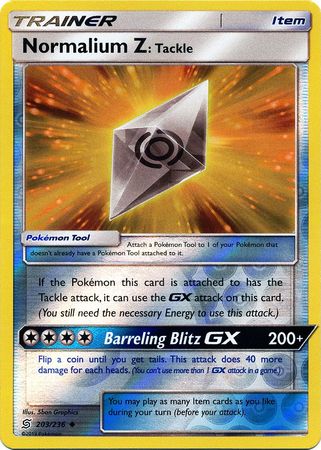 TRAINER Item
Normalium Z: Tackle
Pokémon Tool
Attach a Pokémon Tool to 1 of your Pokémon that
doesn't already have a Pokémon Tool attached to it.
If the Pokémon this card is attached to has the
Tackle attack, it can use the GX attack on this card.
(You still need the necessary Energy to use this attack.)
Barreling Blitz GX 200+
Flip a coin until you get tails. This attack does 40 more
damage for each heads. (You can't use more than 1 GX attack in a game.)
Illus. 5ban Graphics
203/236
©2019 Pokémon
You may play as many Item cards as you like
during your turn (before your attack).